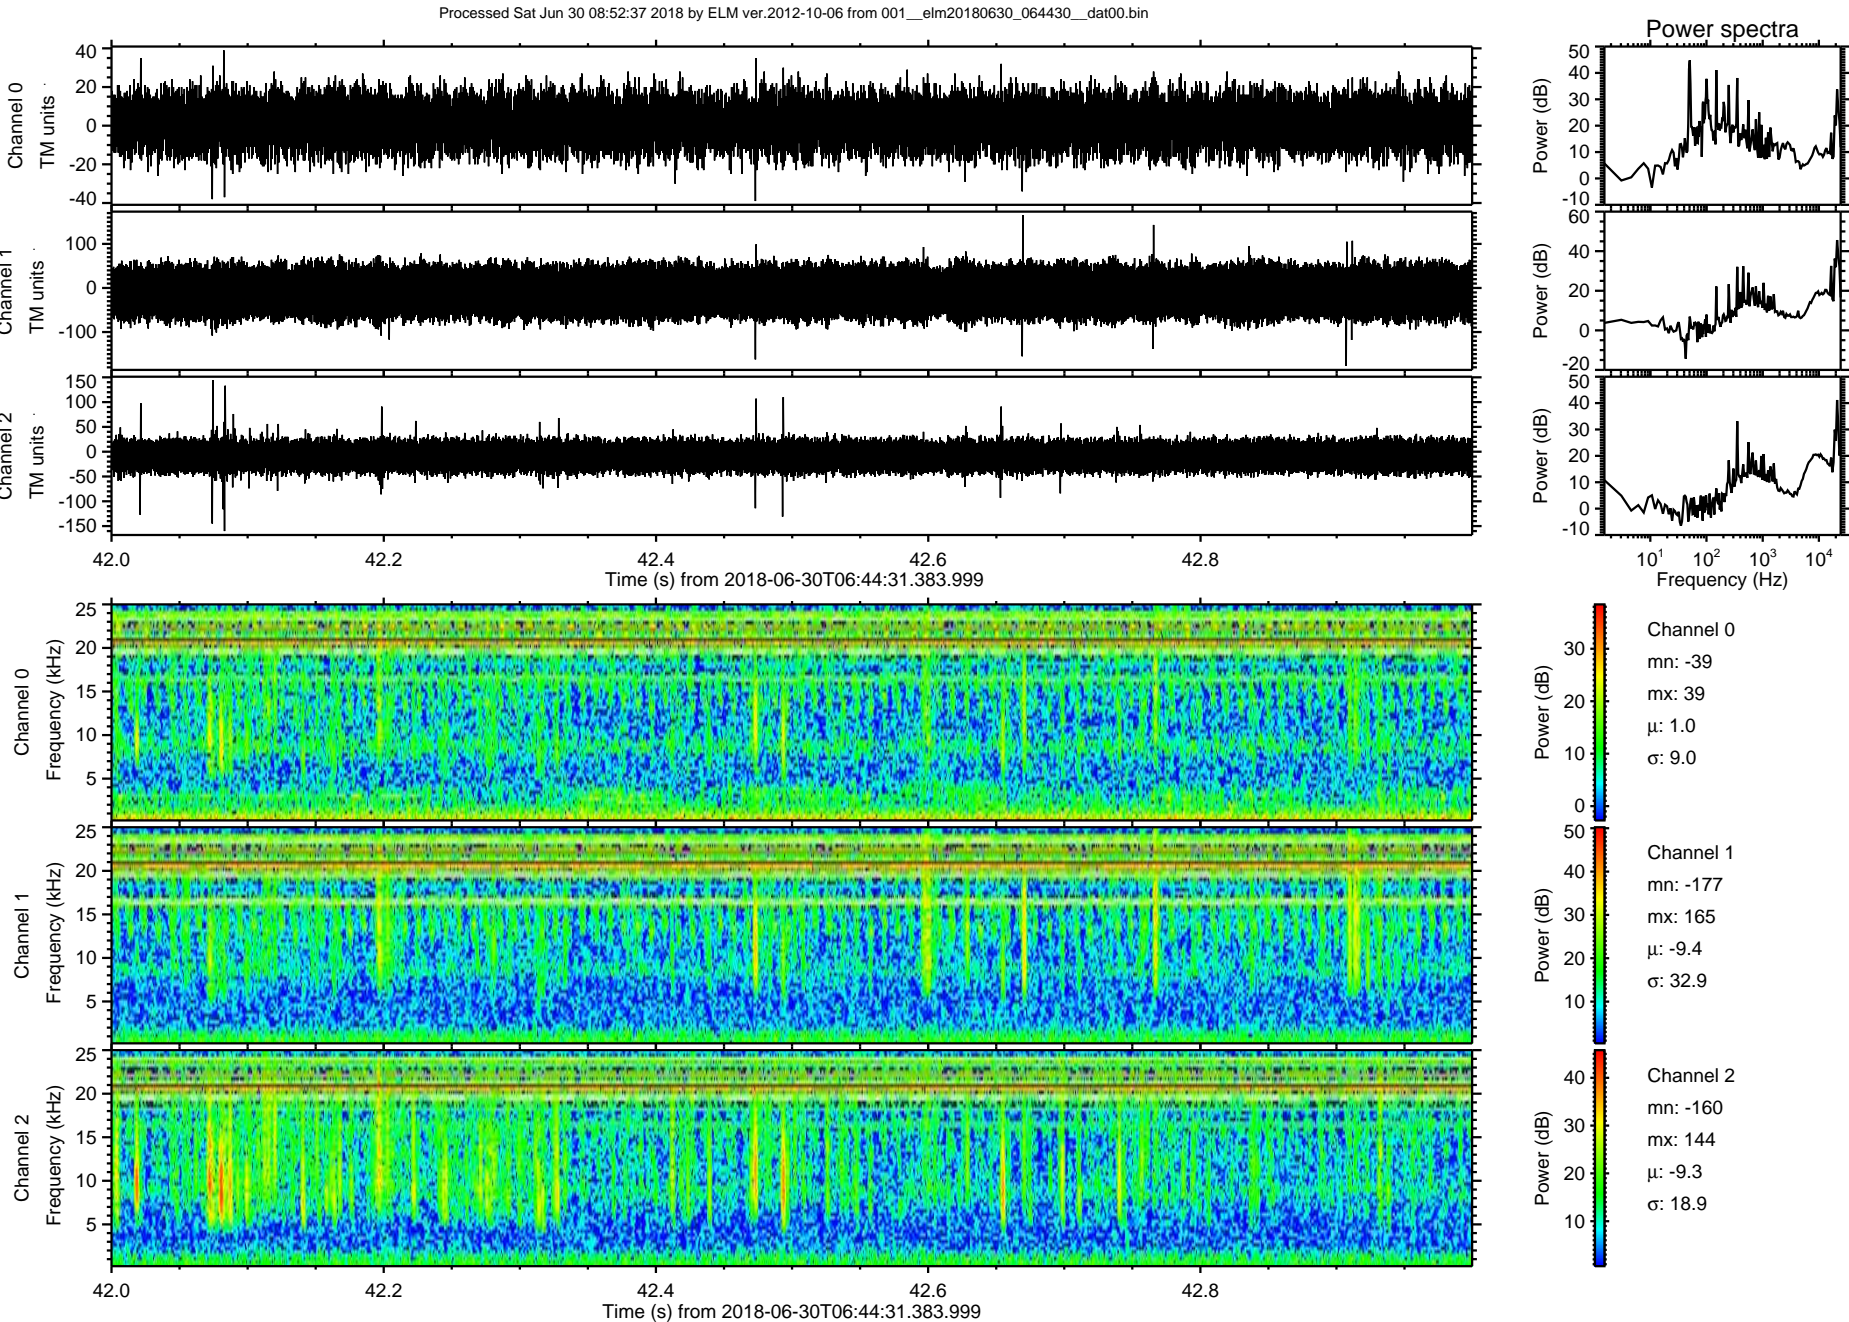 Processed Sat Jun 30 08:52:37 2018 by ELM ver.2012-10-06 from 001__elm20180630_064430__dat00.bin
Power spectra
Channel 0
TM units
40
20
0
-20
-40
Power (dB)
50
40
30
20
10
0
-10
Channel 1
TM units
100
0
-100
Power (dB)
60
40
20
0
-20
Channel 2
TM units
150
100
50
0
-50
-100
-150
Power (dB)
50
40
30
20
10
0
-10
42.0 42.2 42.4 42.6 42.8
Time (s) from 2018-06-30T06:44:31.383.999
10^1 10^2 10^3 10^4
Frequency (Hz)
Channel 0
Frequency (kHz)
25
20
15
10
5
Power (dB)
30
20
10
0
Channel 0
mn: -39
mx: 39
μ: 1.0
σ: 9.0
Channel 1
Frequency (kHz)
25
20
15
10
5
Power (dB)
50
40
30
20
10
Channel 1
mn: -177
mx: 165
μ: -9.4
σ: 32.9
Channel 2
Frequency (kHz)
25
20
15
10
5
Power (dB)
40
30
20
10
Channel 2
mn: -160
mx: 144
μ: -9.3
σ: 18.9
42.0 42.2 42.4 42.6 42.8
Time (s) from 2018-06-30T06:44:31.383.999